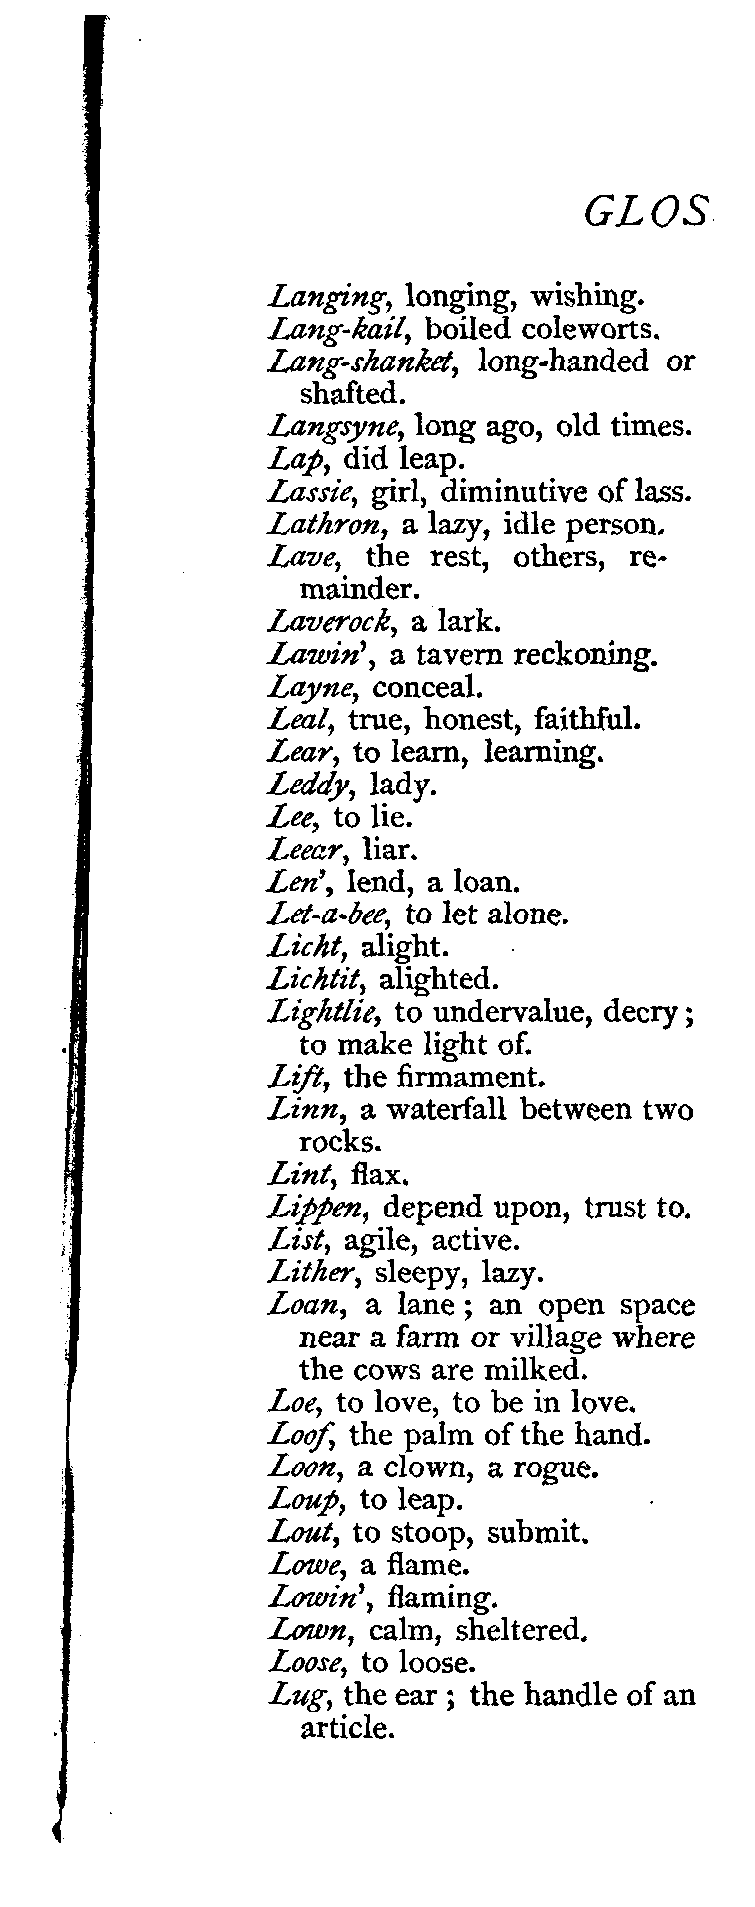 GLOS
Langing, longing, wishing.
Lang-kail, boiled coleworts.
Lang-shanket, long-handed or
shafted.
Langsyne, long ago, old times.
Lap, did leap.
Lassie, girl, diminutive of lass.
Lathron, a lazy, idle person.
Lave, the rest, others, re-
mainder.
Laverock, a lark.
Lawin', a tavern reckoning.
Layne, conceal.
Leal, true, honest, faithful.
Lear, to learn, learning.
Leddy, lady.
Lee, to lie.
Leear, liar.
Len', lend, a loan.
Let-a-bee, to let alone.
Licht, alight.
Lichtit, alighted.
Lightlie, to undervalue, decry ;
to make light of.
Lift, the firmament.
Linn, a waterfall between two
rocks.
Lint, flax.
Lippen, depend upon, trust to.
List, agile, active.
Lither, sleepy, lazy.
Loan, a lane ; an open space
near a farm or village where
the cows are milked.
Loe, to love, to be in love.
Loof, the palm of the hand.
Loon, a clown, a rogue.
Loup, to leap.
Lout, to stoop, submit.
Lowe, a flame.
Lowin', flaming.
Lown, calm, sheltered.
Loose, to loose.
Lug, the ear ; the handle of an
article.